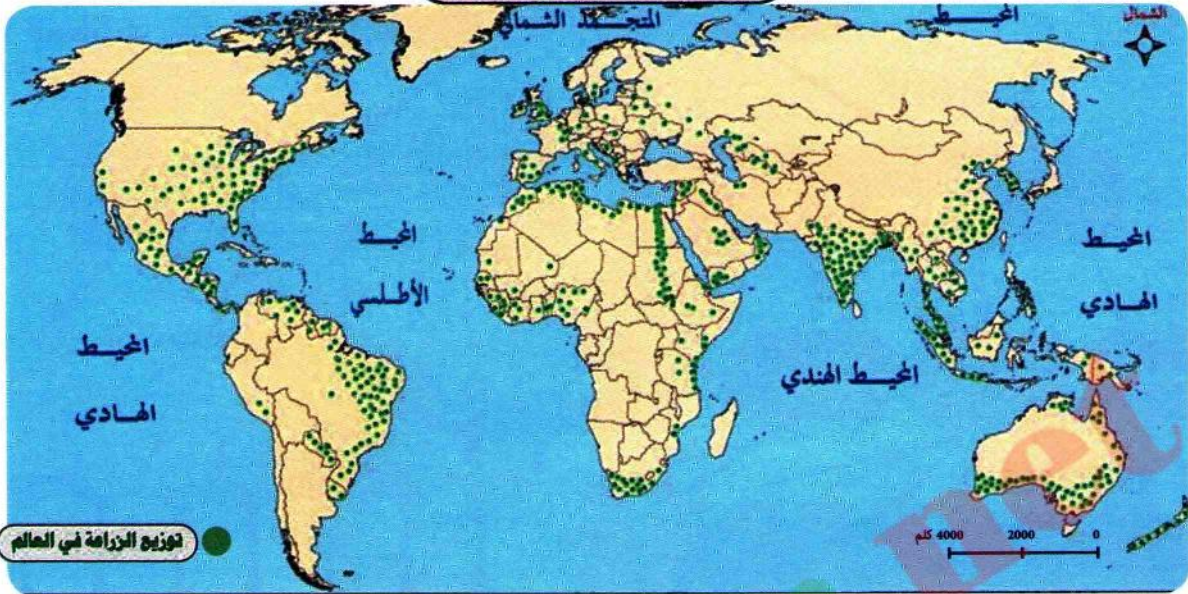 المحيط
المتجمد الشمالي
الشمال
المحيط
الأطلسي
المحيط
الهادي
المحيط
الهادي
المحيط الهندي
توزيع الزراعة في العالم
0 2000 4000 كلم
net